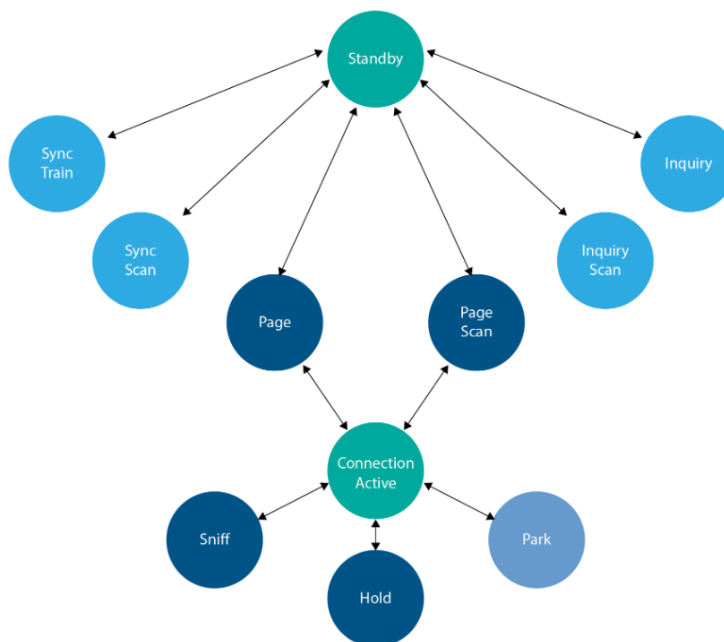 Standby
Sync
Train
Inquiry
Sync
Scan
Inquiry
Scan
Page
Page
Scan
Connection
Active
Sniff
Park
Hold